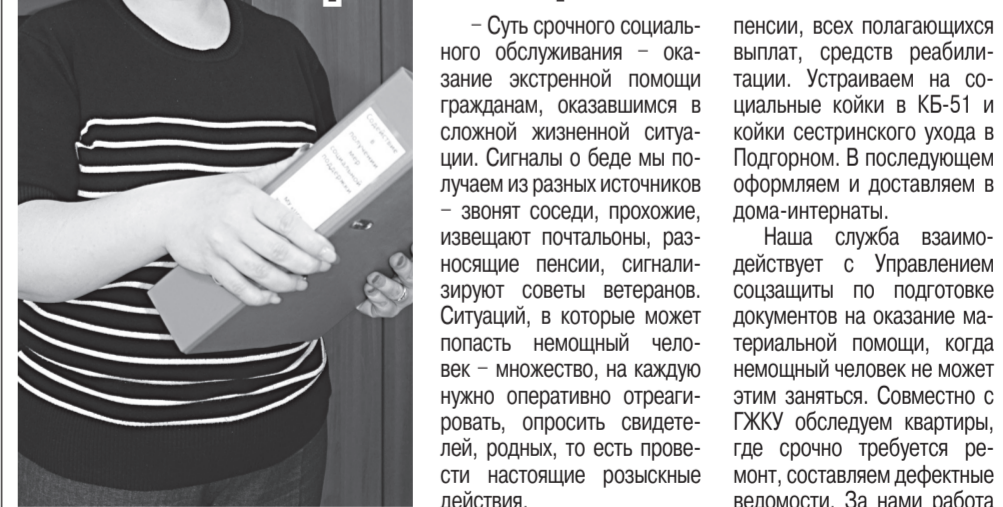 Содействие
в
получении
мер
социальной
поддержки
– Суть срочного социаль-
ного обслуживания – ока-
зание экстренной помощи
гражданам, оказавшимся в
сложной жизненной ситуа-
ции. Сигналы о беде мы по-
лучаем из разных источников
– звонят соседи, прохожие,
извещают почтальоны, раз-
носящие пенсии, сигнали-
зируют советы ветеранов.
Ситуаций, в которые может
попасть немощный чело-
век – множество, на каждую
нужно оперативно отреаги-
ровать, опросить свидете-
лей, родных, то есть прове-
сти настоящие розыскные
действия.
пенсии, всех полагающихся
выплат, средств реабили-
тации. Устраиваем на со-
циальные койки в КБ-51 и
койки сестринского ухода в
Подгорном. В последующем
оформляем и доставляем в
дома-интернаты.
Наша служба взаимо-
действует с Управлением
соцзащиты по подготовке
документов на оказание ма-
териальной помощи, когда
немощный человек не может
этим заняться. Совместно с
ГЖКУ обследуем квартиры,
где срочно требуется ре-
монт, составляем дефектные
ведомости. За нами работа